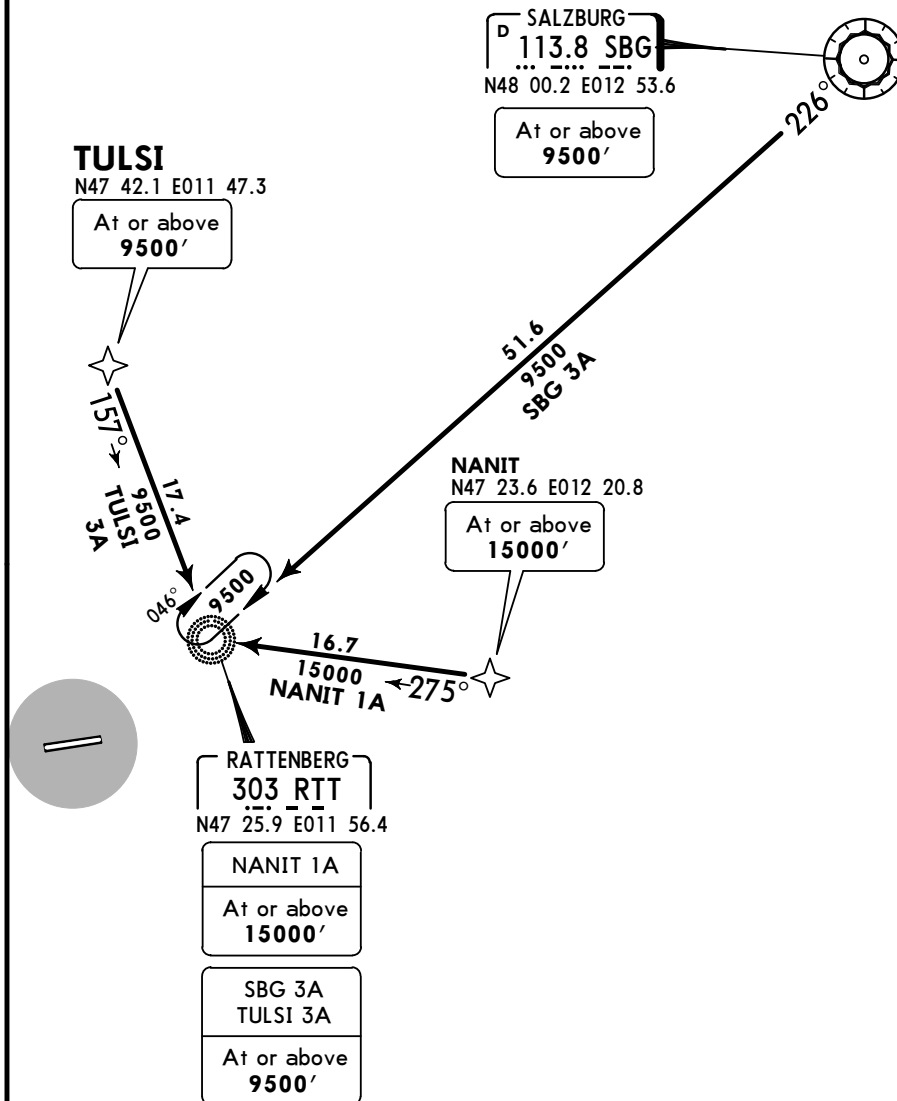 SALZBURG
D 113.8 SBG
N48 00.2 E012 53.6
At or above
9500'
226°
TULSI
N47 42.1 E011 47.3
At or above
9500'
51.6
9500
SBG 3A
157°
17.4
9500
TULSI
3A
NANIT
N47 23.6 E012 20.8
At or above
15000'
046°
9500
16.7
15000
NANIT 1A
275°
RATTENBERG
303 RTT
N47 25.9 E011 56.4
NANIT 1A
At or above
15000'
SBG 3A
TULSI 3A
At or above
9500'